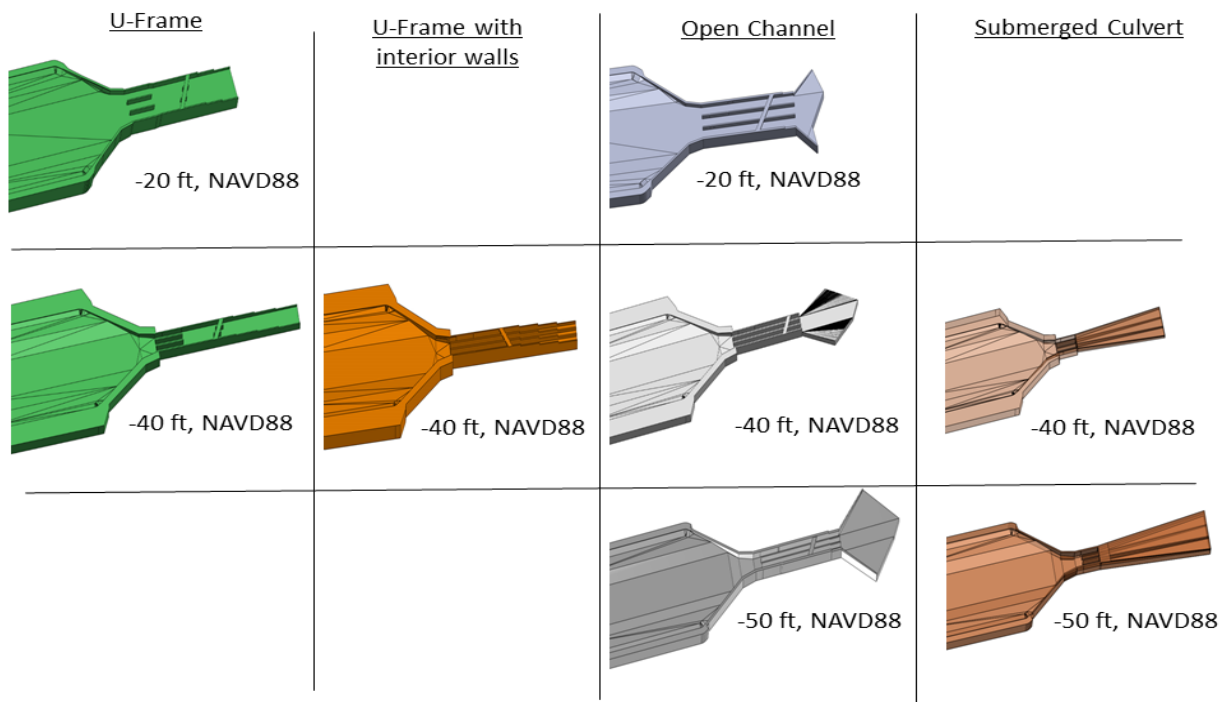 U-Frame
U-Frame with
interior walls
Open Channel
Submerged Culvert
-20 ft, NAVD88
-20 ft, NAVD88
-40 ft, NAVD88
-40 ft, NAVD88
-40 ft, NAVD88
-40 ft, NAVD88
-50 ft, NAVD88
-50 ft, NAVD88